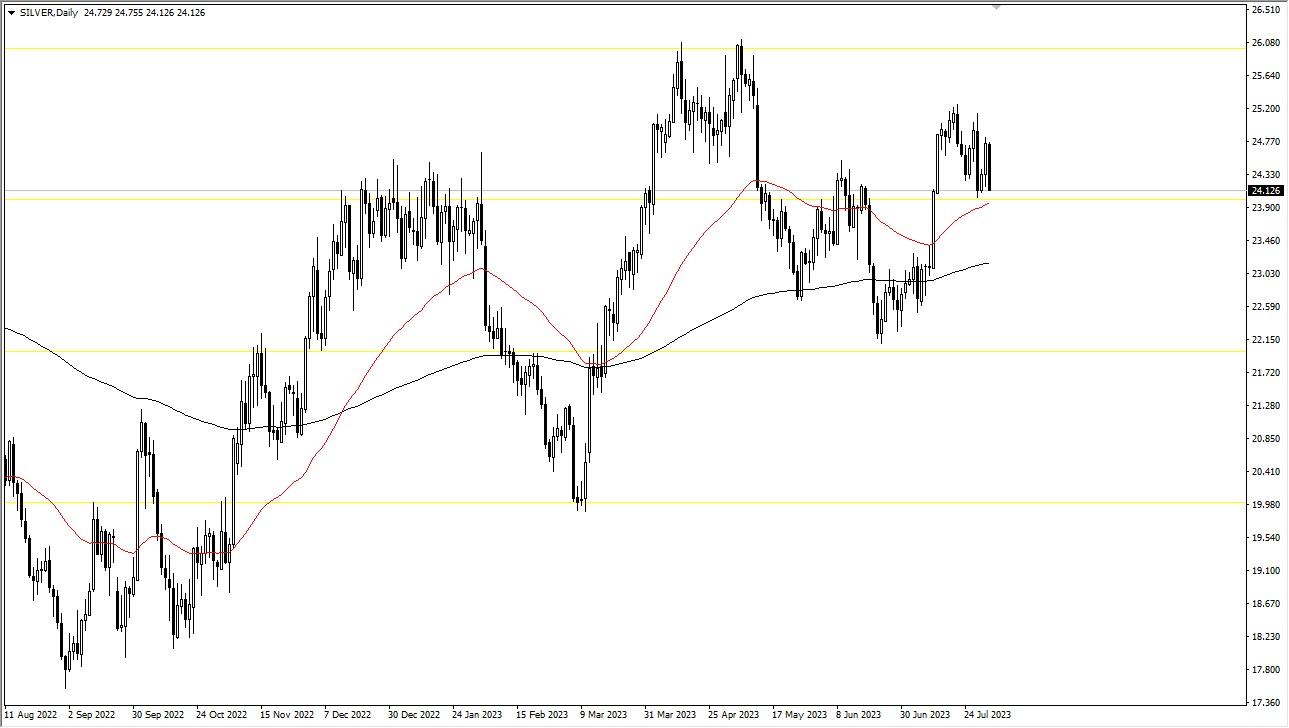 SILVER,Daily 24.729 24.755 24.126 24.126
26.510
26.080
25.640
25.200
24.770
24.330
24.126
23.900
23.460
23.030
22.590
22.150
21.720
21.280
20.850
20.410
19.980
19.540
19.100
18.670
18.230
17.800
17.360
11 Aug 2022
2 Sep 2022
30 Sep 2022
24 Oct 2022
15 Nov 2022
7 Dec 2022
30 Dec 2022
24 Jan 2023
15 Feb 2023
9 Mar 2023
31 Mar 2023
25 Apr 2023
17 May 2023
8 Jun 2023
30 Jun 2023
24 Jul 2023